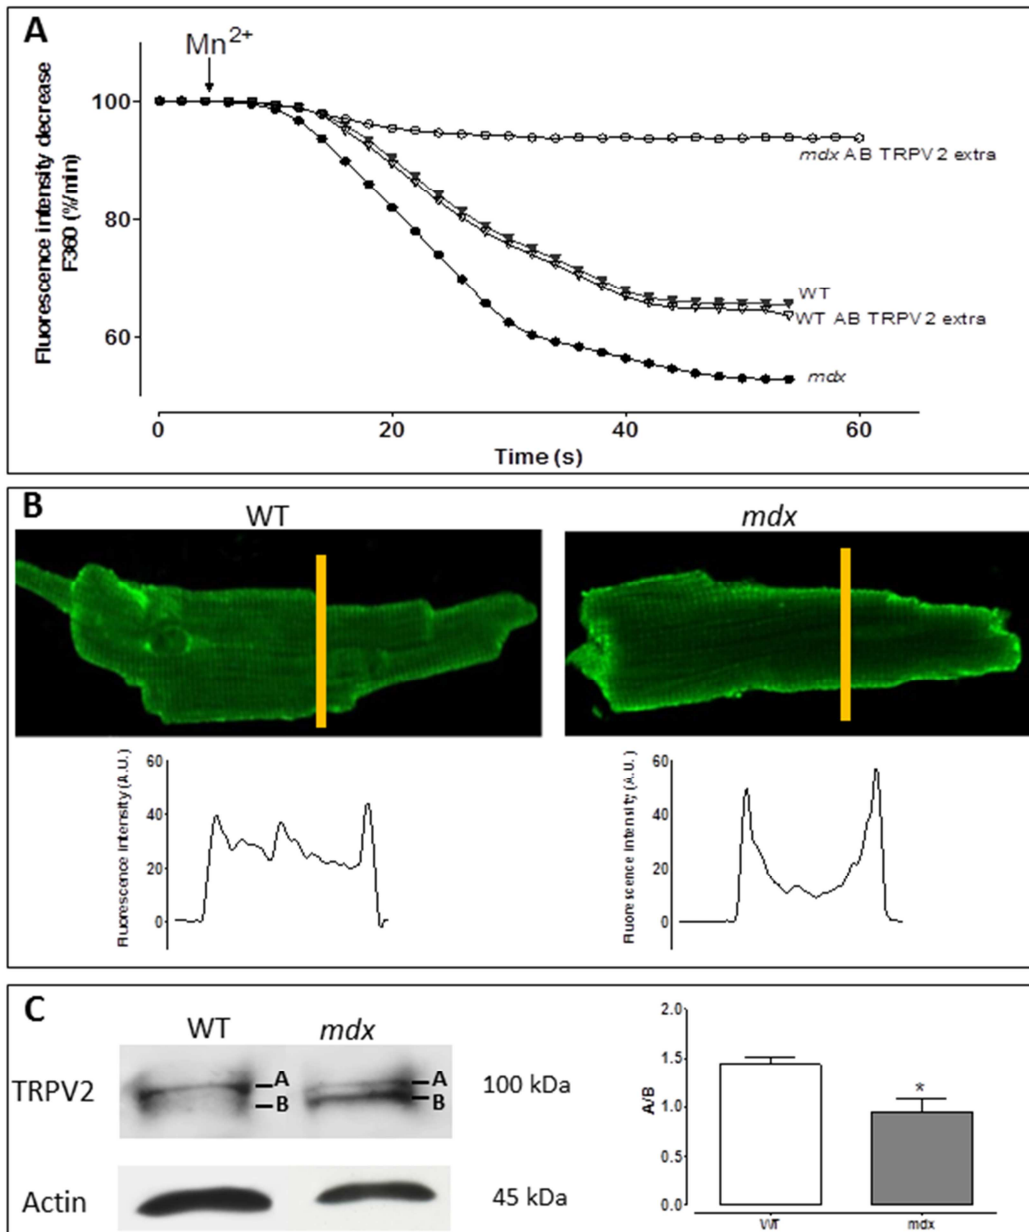 A
Mn2+
Fluorescence intensity decrease
F360 (%/min)
100
80
60
mdx AB TRPV2 extra
WT
WT AB TRPV2 extra
mdx
0 20 40 60
Time (s)
B
WT mdx
Fluorescence intensity (A.U.)
60
40
20
0
Fluorescence intensity (A.U.)
60
40
20
0
C
WT mdx
TRPV2
A
B
A
B
100 kDa
Actin
45 kDa
A/B
2.0
1.5
1.0
0.5
0.0
*
WT mdx